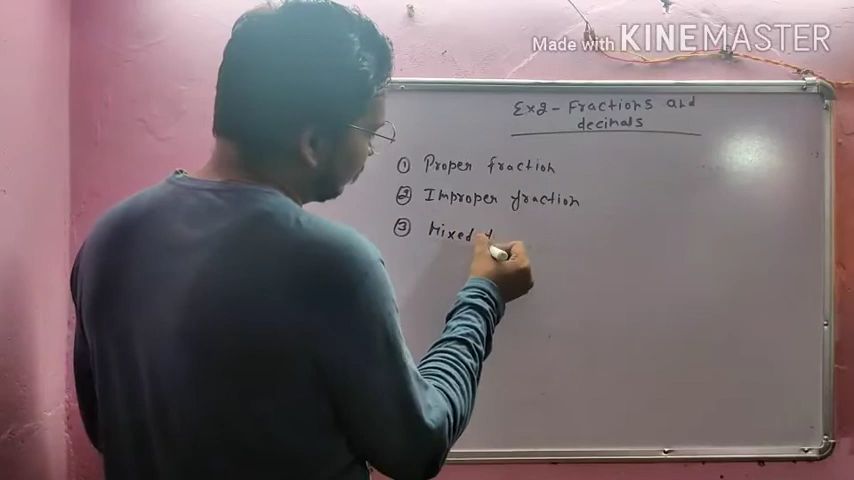 Made with KINEMASTER
Ex2- Fractions and
decimals
① Proper fraction
② Improper fraction
③ Mixed